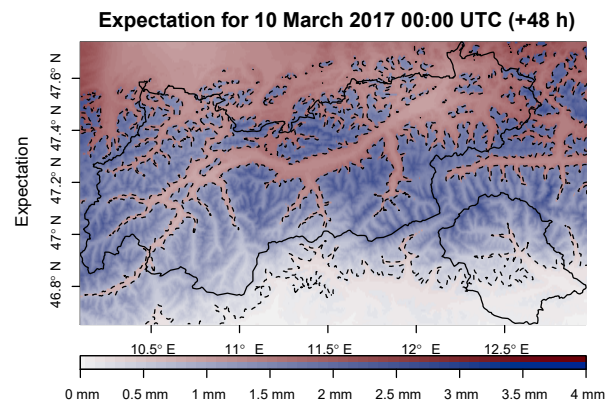 Expectation for 10 March 2017 00:00 UTC (+48 h)
Expectation
47.6° N
47.4° N
47.2° N
47° N
46.8° N
10.5° E 11° E 11.5° E 12° E 12.5° E
0 mm 0.5 mm 1 mm 1.5 mm 2 mm 2.5 mm 3 mm 3.5 mm 4 mm